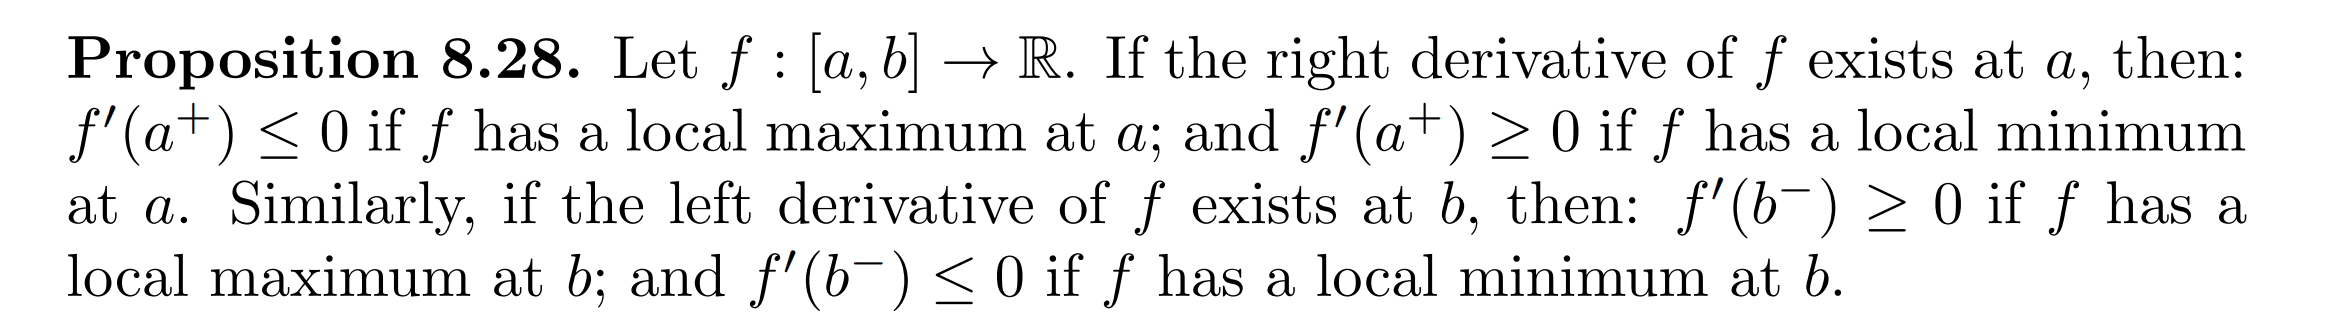 Proposition 8.28. Let f : [a, b] → ℝ. If the right derivative of f exists at a, then:
f′(a⁺) ≤ 0 if f has a local maximum at a; and f′(a⁺) ≥ 0 if f has a local minimum
at a. Similarly, if the left derivative of f exists at b, then: f′(b⁻) ≥ 0 if f has a
local maximum at b; and f′(b⁻) ≤ 0 if f has a local minimum at b.